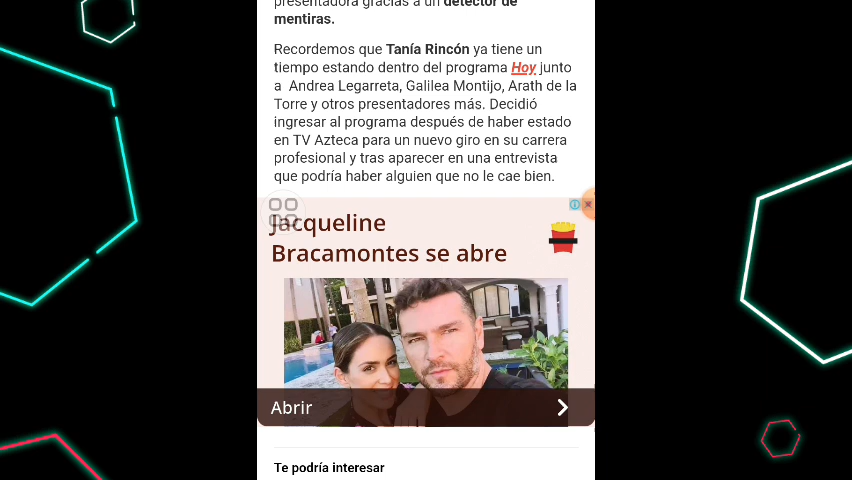 presentadora gracias a un detector de
mentiras.
Recordemos que Tanía Rincón ya tiene un
tiempo estando dentro del programa Hoy junto
a Andrea Legarreta, Galilea Montijo, Arath de la
Torre y otros presentadores más. Decidió
ingresar al programa después de haber estado
en TV Azteca para un nuevo giro en su carrera
profesional y tras aparecer en una entrevista
que podría haber alguien que no le cae bien.
Jacqueline
Bracamontes se abre
Abrir
Te podría interesar